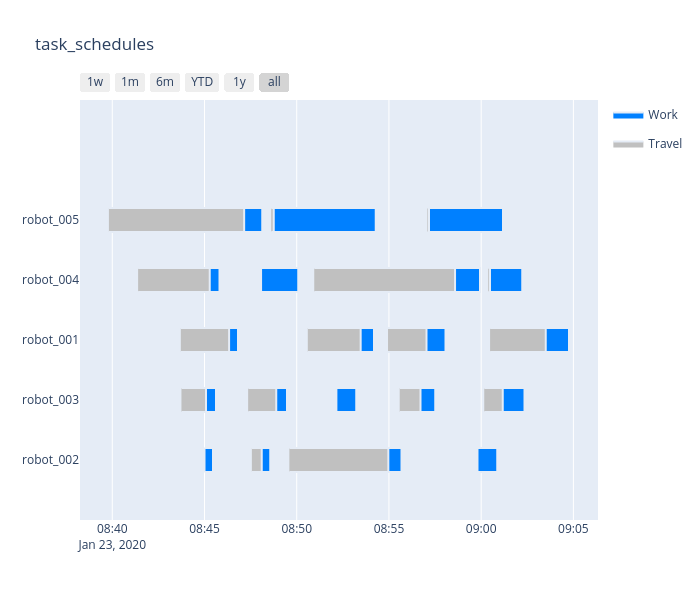 task_schedules
1w 1m 6m YTD 1y all
Work
Travel
robot_005
robot_004
robot_001
robot_003
robot_002
08:40 08:45 08:50 08:55 09:00 09:05
Jan 23, 2020